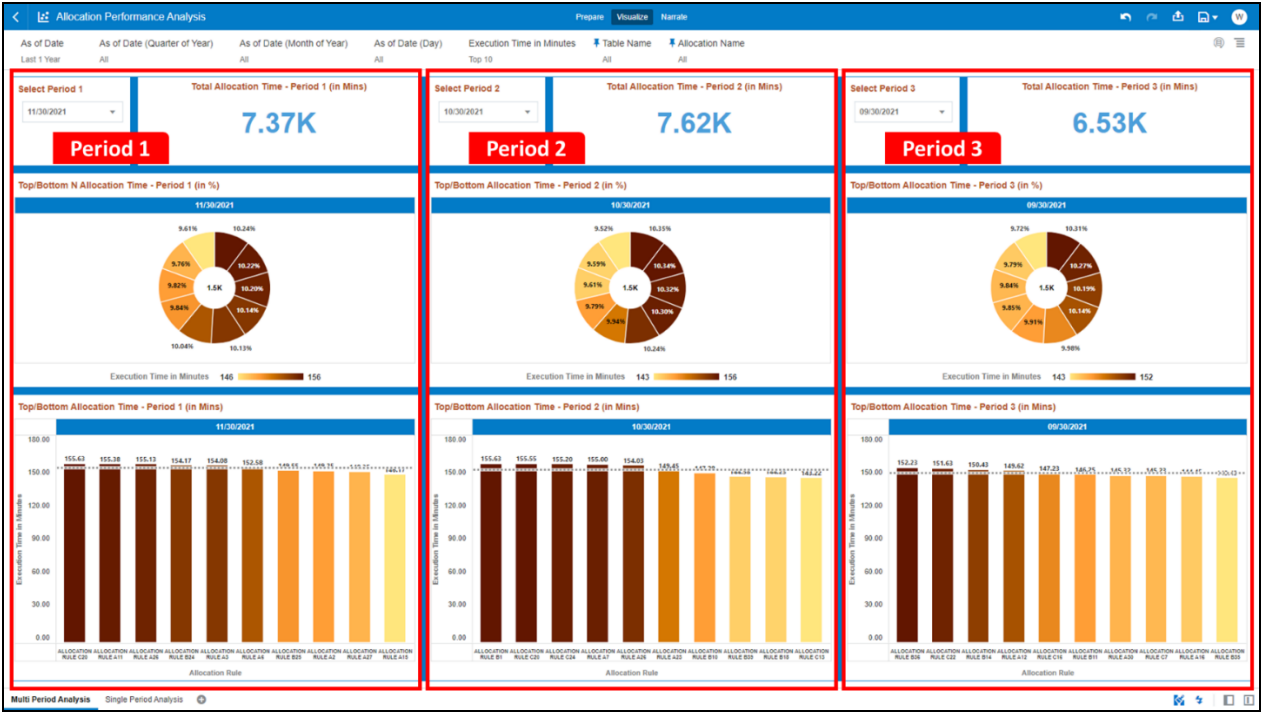 Allocation Performance Analysis
Prepare Visualize Narrate
W
As of Date As of Date (Quarter of Year) As of Date (Month of Year) As of Date (Day) Execution Time in Minutes Table Name Allocation Name
Last 1 Year All All All Top 10 All All
Select Period 1
11/30/2021
Period 1
Total Allocation Time - Period 1 (in Mins)
7.37K
Top/Bottom N Allocation Time - Period 1 (in %)
11/30/2021
9.61% 10.24%
9.76% 10.22%
9.82% 1.5K 10.20%
9.84% 10.14%
10.04% 10.13%
Execution Time in Minutes 146 156
Top/Bottom Allocation Time - Period 1 (in Mins)
11/30/2021
180.00
155.63 155.38 155.13 154.17 154.08 152.58
150.00
120.00
90.00
60.00
30.00
0.00
Execution Time in Minutes
ALLOCATION RULE C20 ALLOCATION RULE A11 ALLOCATION RULE A26 ALLOCATION RULE B24 ALLOCATION RULE A3 ALLOCATION RULE A6 ALLOCATION RULE B25 ALLOCATION RULE A2 ALLOCATION RULE A27 ALLOCATION RULE A15
Allocation Rule
Select Period 2
10/30/2021
Period 2
Total Allocation Time - Period 2 (in Mins)
7.62K
Top/Bottom Allocation Time - Period 2 (in %)
10/30/2021
9.52% 10.35%
9.59% 10.34%
9.61% 1.5K 10.32%
9.79% 10.30%
9.94%
10.24%
Execution Time in Minutes 143 156
Top/Bottom Allocation Time - Period 2 (in Mins)
10/30/2021
180.00
155.63 155.55 155.20 155.00 154.03 149.45
150.00
120.00
90.00
60.00
30.00
0.00
Execution Time in Minutes
ALLOCATION RULE B1 ALLOCATION RULE C20 ALLOCATION RULE C24 ALLOCATION RULE A7 ALLOCATION RULE A26 ALLOCATION RULE A23 ALLOCATION RULE B10 ALLOCATION RULE B35 ALLOCATION RULE B18 ALLOCATION RULE C13
Allocation Rule
Select Period 3
09/30/2021
Period 3
Total Allocation Time - Period 3 (in Mins)
6.53K
Top/Bottom Allocation Time - Period 3 (in %)
09/30/2021
9.72% 10.31%
9.79% 10.27%
9.84% 1.5K 10.19%
9.85% 10.14%
9.91%
9.98%
Execution Time in Minutes 143 152
Top/Bottom Allocation Time - Period 3 (in Mins)
09/30/2021
180.00
152.23 151.63 150.43 149.62 147.23
150.00
120.00
90.00
60.00
30.00
0.00
Execution Time in Minutes
ALLOCATION RULE B26 ALLOCATION RULE C22 ALLOCATION RULE B14 ALLOCATION RULE A12 ALLOCATION RULE C16 ALLOCATION RULE B11 ALLOCATION RULE A30 ALLOCATION RULE C7 ALLOCATION RULE A16 ALLOCATION RULE B35
Allocation Rule
Multi Period Analysis Single Period Analysis